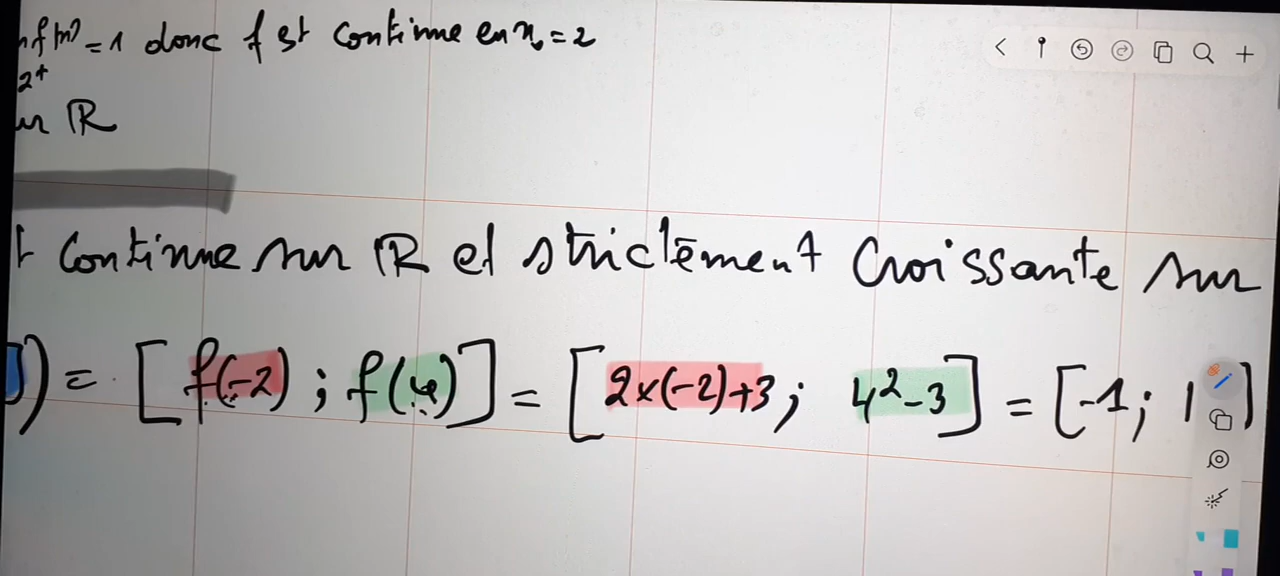 f(x) = 1 donc f est continue en x₀ = 2
2⁺
ℝ
continue sur ℝ et strictement Croissante sur
) = [f(-2) ; f(4)] = [2×(-2)+3 ; 4²-3] = [-1 ; 1 ]